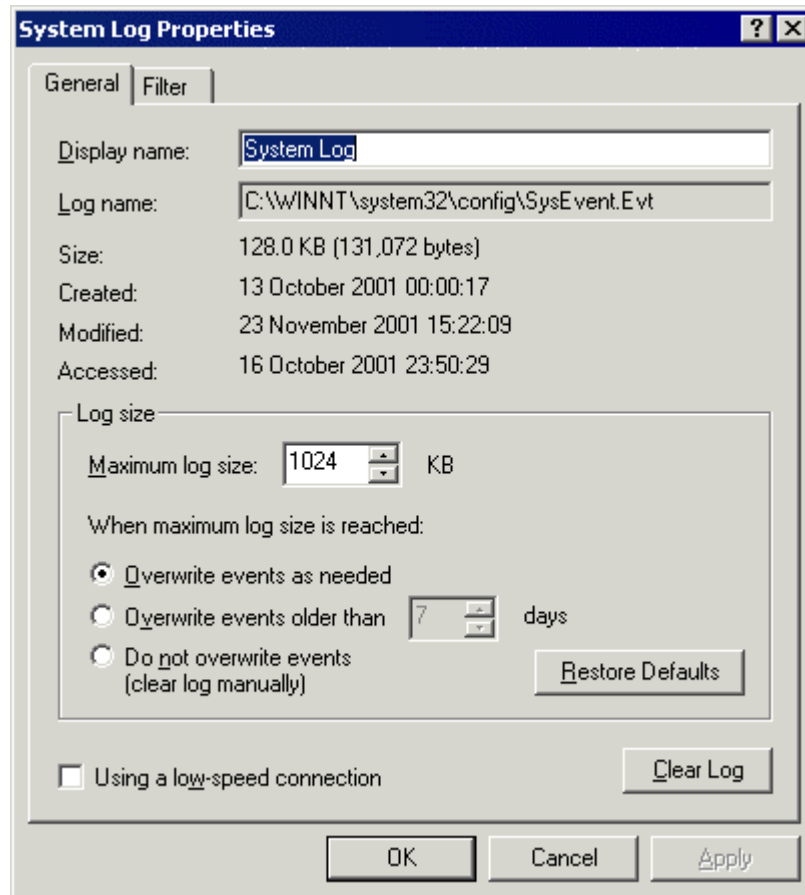 System Log Properties
General Filter
Display name: System Log
Log name: C:\WINNT\system32\config\SysEvent.Evt
Size: 128.0 KB (131,072 bytes)
Created: 13 October 2001 00:00:17
Modified: 23 November 2001 15:22:09
Accessed: 16 October 2001 23:50:29
Log size
Maximum log size: 1024 KB
When maximum log size is reached:
Overwrite events as needed
Overwrite events older than 7 days
Do not overwrite events
(clear log manually)
Restore Defaults
Using a low-speed connection
Clear Log
OK Cancel Apply